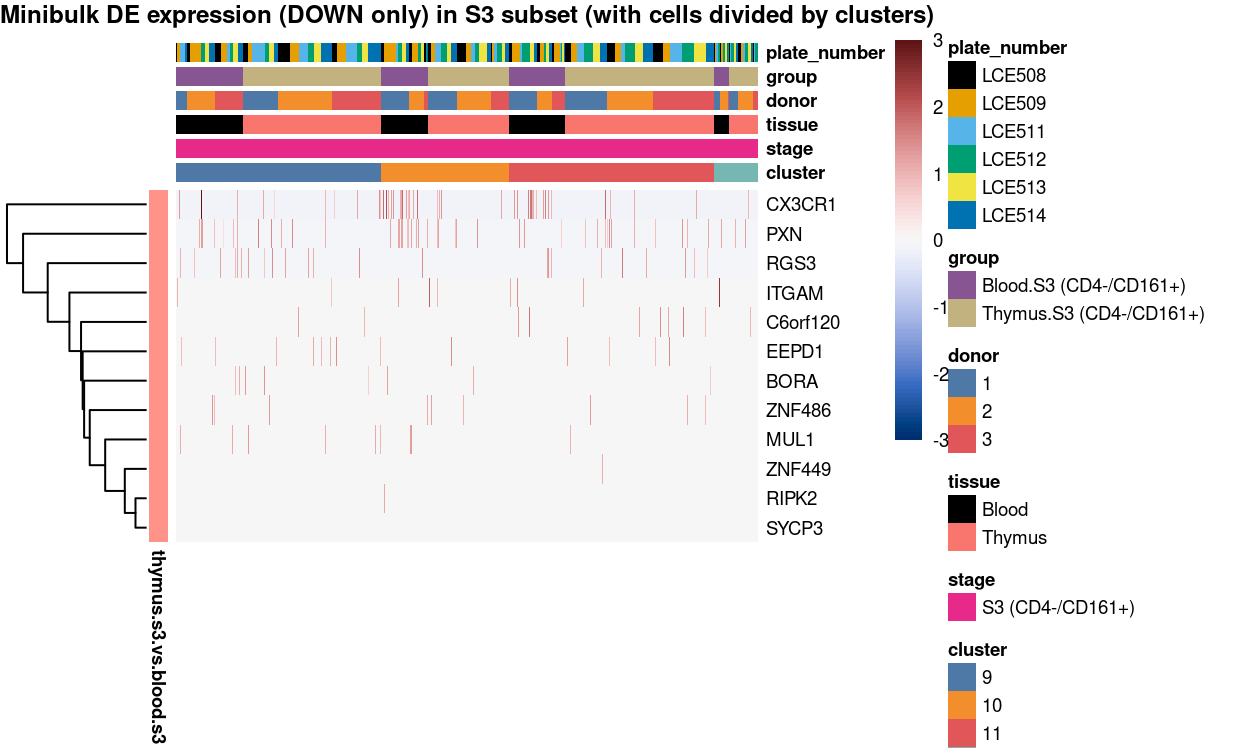 Minibulk DE expression (DOWN only) in S3 subset (with cells divided by clusters)
plate_number
group
donor
tissue
stage
cluster
CX3CR1
PXN
RGS3
ITGAM
C6orf120
EEPD1
BORA
ZNF486
MUL1
ZNF449
RIPK2
SYCP3
thymus.s3.vs.blood.s3
3
2
1
0
-1
-2
-3
plate_number
LCE508
LCE509
LCE511
LCE512
LCE513
LCE514
group
Blood.S3 (CD4-/CD161+)
Thymus.S3 (CD4-/CD161+)
donor
1
2
3
tissue
Blood
Thymus
stage
S3 (CD4-/CD161+)
cluster
9
10
11